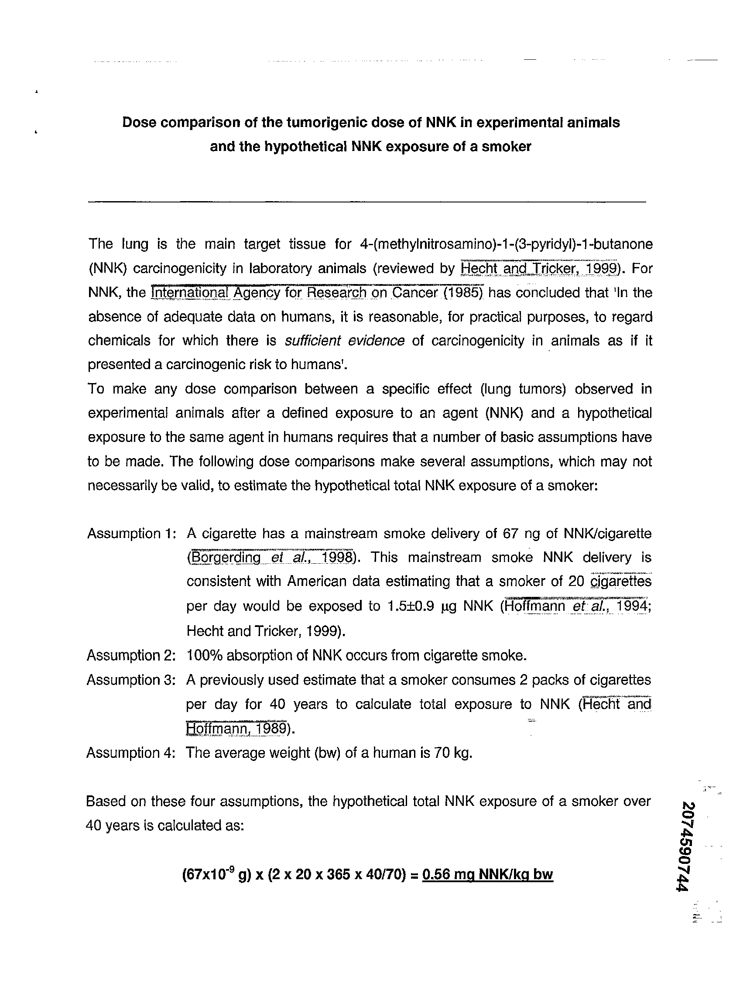 Dose comparison of the tumorigenic dose of NNK in experimental animals
and the hypothetical NNK exposure of a smoker
The lung is the main target tissue for 4-(methylnitrosamino)-1-(3-pyridyl)-1-butanone
(NNK) carcinogenicity in laboratory animals (reviewed by Hecht and Tricker, 1999). For
NNK, the International Agency for Research on Cancer (1985) has concluded that 'In the
absence of adequate data on humans, it is reasonable, for practical purposes, to regard
chemicals for which there is sufficient evidence of carcinogenicity in animals as if it
presented a carcinogenic risk to humans'.
To make any dose comparison between a specific effect (lung tumors) observed in
experimental animals after a defined exposure to an agent (NNK) and a hypothetical
exposure to the same agent in humans requires that a number of basic assumptions have
to be made. The following dose comparisons make several assumptions, which may not
necessarily be valid, to estimate the hypothetical total NNK exposure of a smoker:
Assumption 1: A cigarette has a mainstream smoke delivery of 67 ng of NNK/cigarette
(Borgerding et al., 1998). This mainstream smoke NNK delivery is
consistent with American data estimating that a smoker of 20 cigarettes
per day would be exposed to 1.5±0.9 µg NNK (Hoffmann et al., 1994;
Hecht and Tricker, 1999).
Assumption 2: 100% absorption of NNK occurs from cigarette smoke.
Assumption 3: A previously used estimate that a smoker consumes 2 packs of cigarettes
per day for 40 years to calculate total exposure to NNK (Hecht and
Hoffmann, 1989).
Assumption 4: The average weight (bw) of a human is 70 kg.
Based on these four assumptions, the hypothetical total NNK exposure of a smoker over
40 years is calculated as:
(67x10⁻⁹ g) x (2 x 20 x 365 x 40/70) = 0.56 mg NNK/kg bw
2074590744